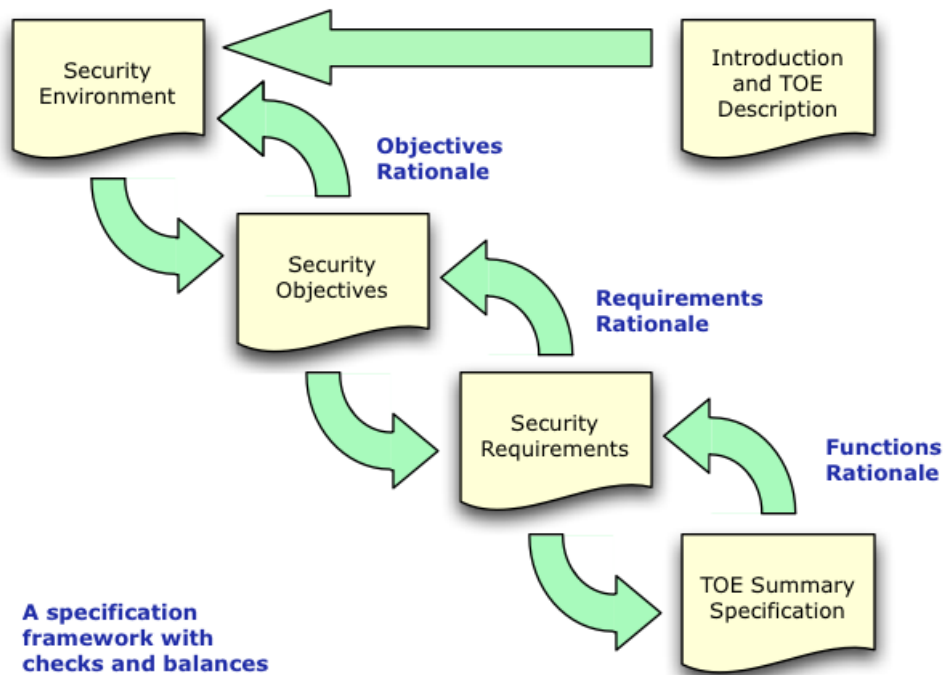 Security
Environment
Introduction
and TOE
Description
Objectives
Rationale
Security
Objectives
Requirements
Rationale
Security
Requirements
Functions
Rationale
TOE Summary
Specification
A specification
framework with
checks and balances